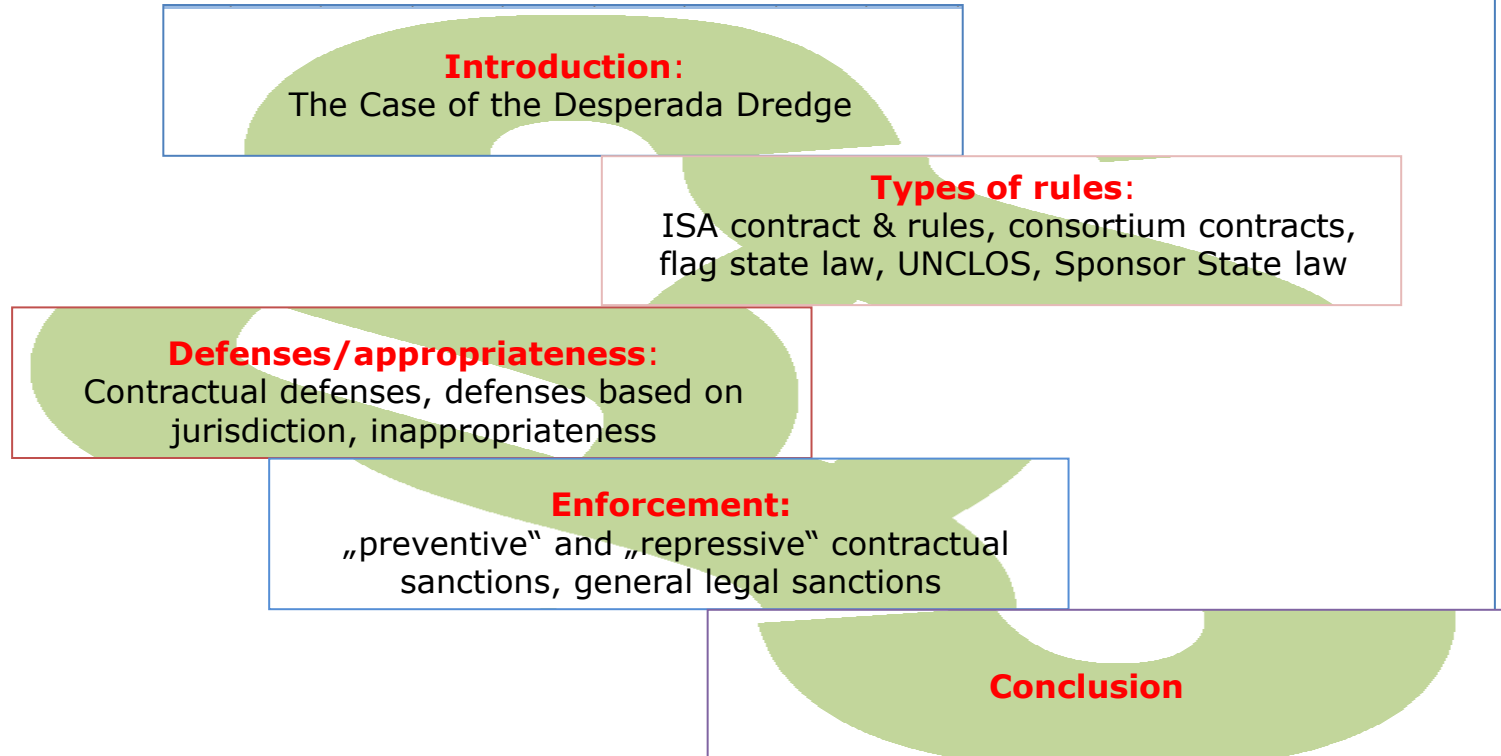 Introduction:
The Case of the Desperada Dredge
Types of rules:
ISA contract & rules, consortium contracts,
flag state law, UNCLOS, Sponsor State law
Defenses/appropriateness:
Contractual defenses, defenses based on
jurisdiction, inappropriateness
Enforcement:
„preventive“ and „repressive“ contractual
sanctions, general legal sanctions
Conclusion